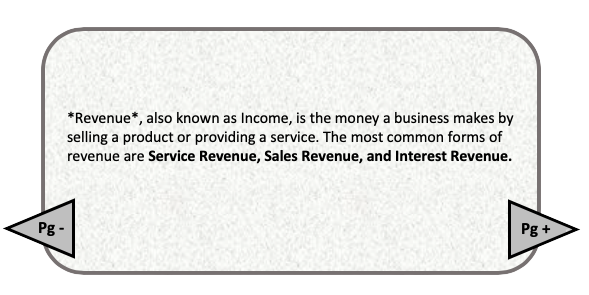 *Revenue*, also known as Income, is the money a business makes by
selling a product or providing a service. The most common forms of
revenue are Service Revenue, Sales Revenue, and Interest Revenue.
Pg -
Pg +